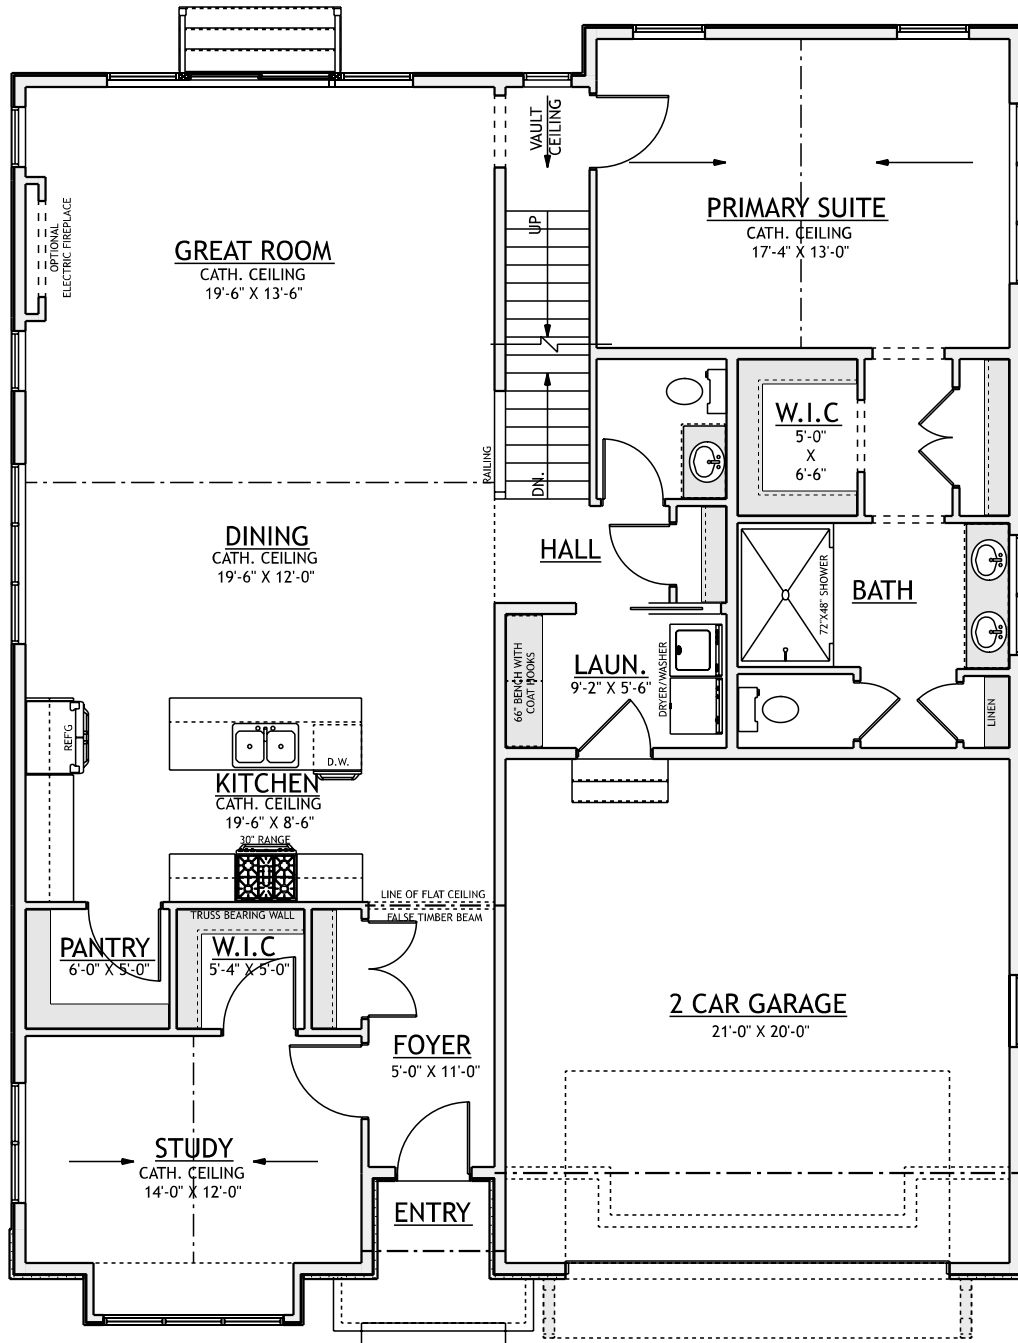 VAULT
CEILING
PRIMARY SUITE
CATH. CEILING
17'-4" X 13'-0"
UP
OPTIONAL
ELECTRIC FIREPLACE
GREAT ROOM
CATH. CEILING
19'-6" X 13'-6"
W.I.C
5'-0"
X
6'-6"
RAILING
DN.
DINING
CATH. CEILING
19'-6" X 12'-0"
HALL
72"X48" SHOWER
BATH
66" BENCH WITH
COAT HOOKS
LAUN.
9'-2" X 5'-6"
DRYER/WASHER
LINEN
REF'G
D.W.
KITCHEN
CATH. CEILING
19'-6" X 8'-6"
30" RANGE
LINE OF FLAT CEILING
FALSE TIMBER BEAM
TRUSS BEARING WALL
PANTRY
6'-0" X 5'-0"
W.I.C
5'-4" X 5'-0"
2 CAR GARAGE
21'-0" X 20'-0"
FOYER
5'-0" X 11'-0"
STUDY
CATH. CEILING
14'-0" X 12'-0"
ENTRY